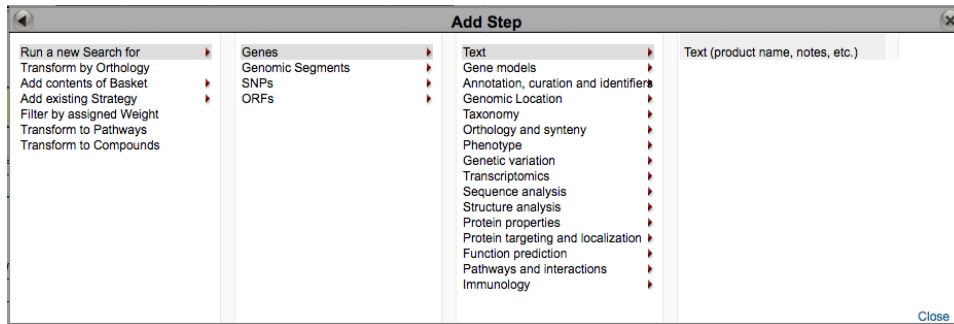 Add Step
Run a new Search for
Transform by Orthology
Add contents of Basket
Add existing Strategy
Filter by assigned Weight
Transform to Pathways
Transform to Compounds
Genes
Genomic Segments
SNPs
ORFs
Text
Gene models
Annotation, curation and identifiers
Genomic Location
Taxonomy
Orthology and synteny
Phenotype
Genetic variation
Transcriptomics
Sequence analysis
Structure analysis
Protein properties
Protein targeting and localization
Function prediction
Pathways and interactions
Immunology
Text (product name, notes, etc.)
Close